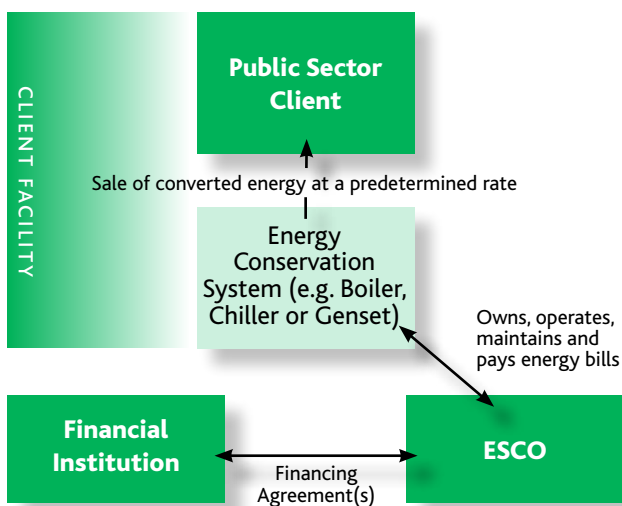 CLIENT FACILITY
Public Sector
Client
Sale of converted energy at a predetermined rate
Energy
Conservation
System (e.g. Boiler,
Chiller or Genset)
Owns, operates,
maintains and
pays energy bills
Financial
Institution
Financing
Agreement(s)
ESCO